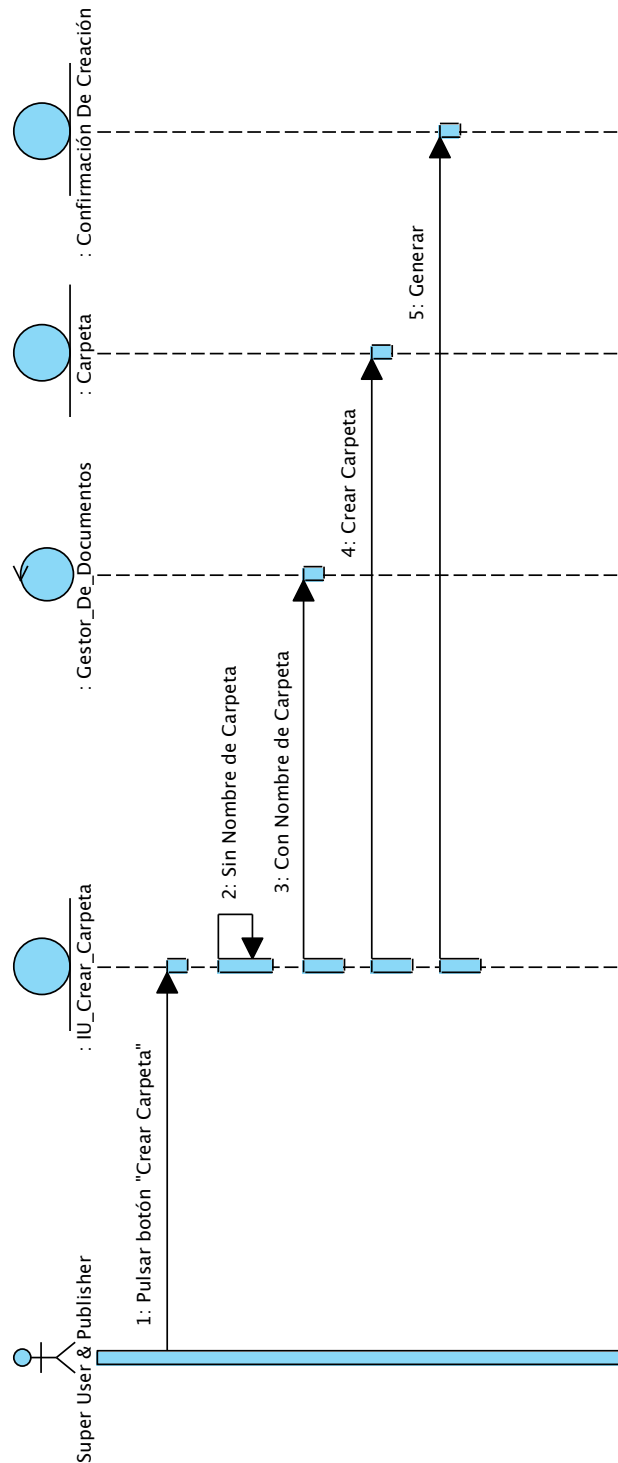 Super User & Publisher
: IU_Crear_Carpeta
: Gestor_De_Documentos
: Carpeta
: Confirmación De Creación
1: Pulsar botón "Crear Carpeta"
2: Sin Nombre de Carpeta
3: Con Nombre de Carpeta
4: Crear Carpeta
5: Generar